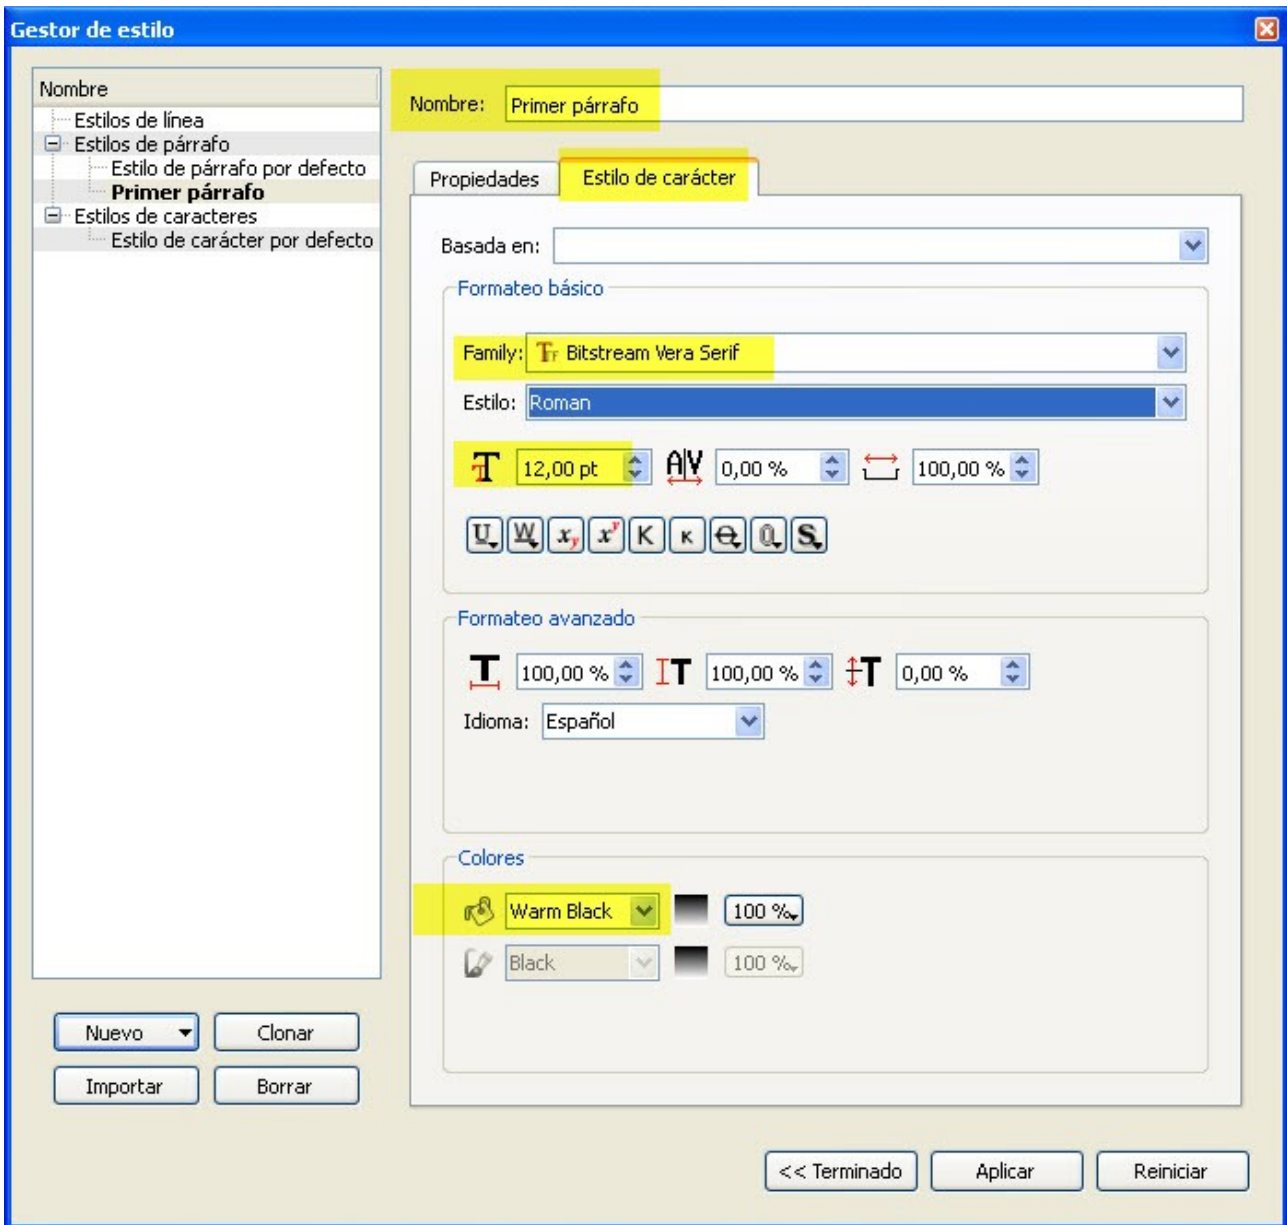 Gestor de estilo
Nombre
Estilos de línea
Estilos de párrafo
Estilo de párrafo por defecto
Primer párrafo
Estilos de caracteres
Estilo de carácter por defecto
Nuevo
Clonar
Importar
Borrar
Nombre: Primer párrafo
Propiedades Estilo de carácter
Basada en:
Formateo básico
Family: Bitstream Vera Serif
Estilo: Roman
12,00 pt 0,00 % 100,00 %
Formateo avanzado
100,00 % 100,00 % 0,00 %
Idioma: Español
Colores
Warm Black 100 %
Black 100 %
<< Terminado Aplicar Reiniciar